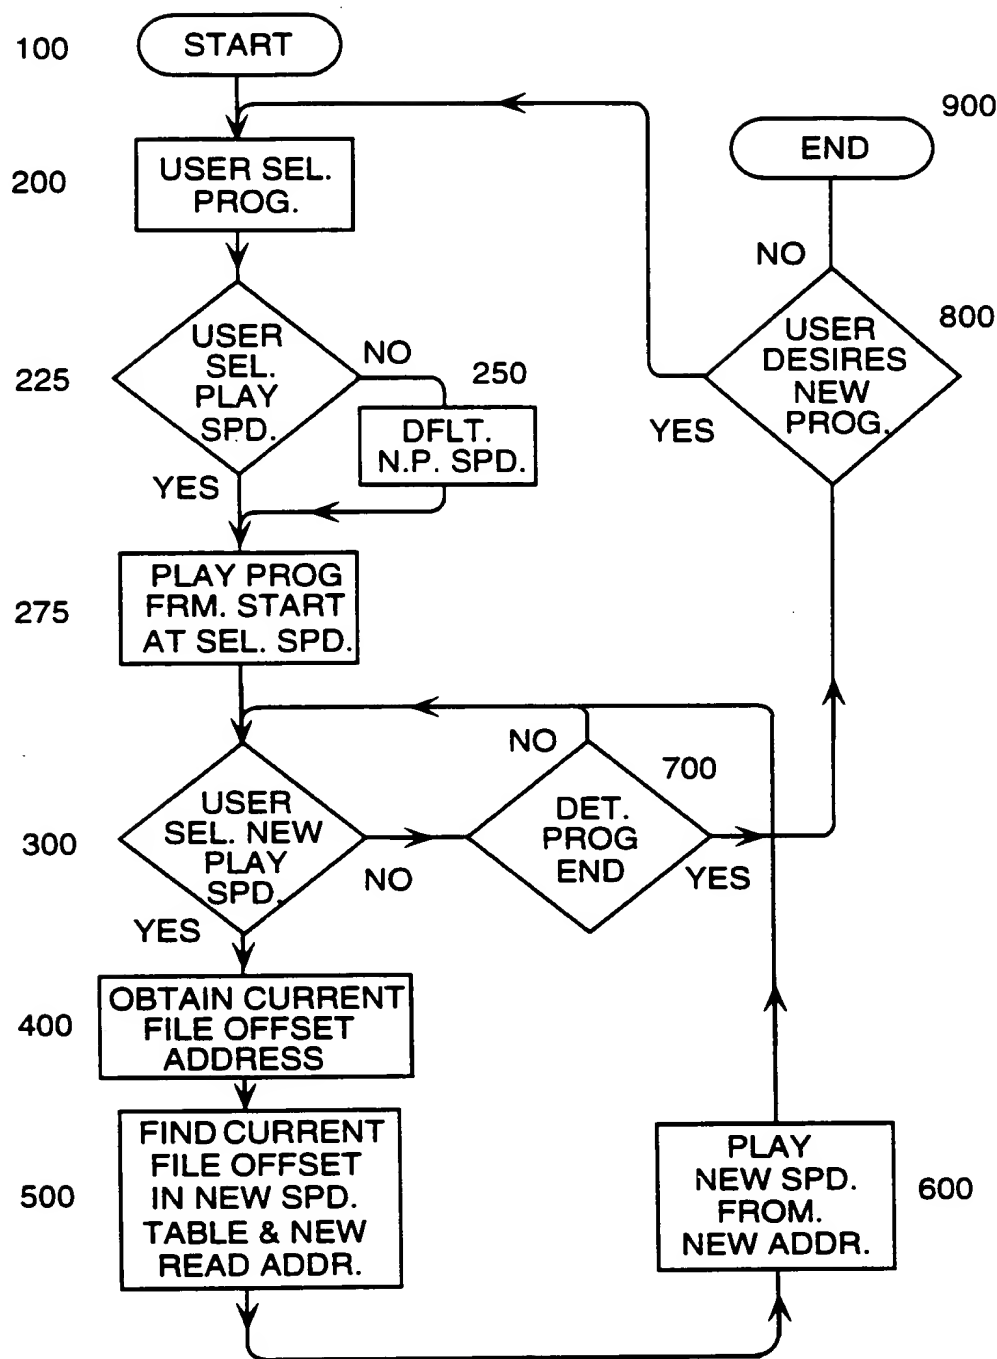 100
START
900
END
200
USER SEL.
PROG.
NO
800
USER
DESIRES
NEW
PROG.
YES
225
USER
SEL.
PLAY
SPD.
NO
250
DFLT.
N.P. SPD.
YES
275
PLAY PROG
FRM. START
AT SEL. SPD.
300
USER
SEL. NEW
PLAY
SPD.
NO
NO
700
DET.
PROG
END
YES
YES
400
OBTAIN CURRENT
FILE OFFSET
ADDRESS
500
FIND CURRENT
FILE OFFSET
IN NEW SPD.
TABLE & NEW
READ ADDR.
PLAY
NEW SPD.
FROM.
NEW ADDR.
600